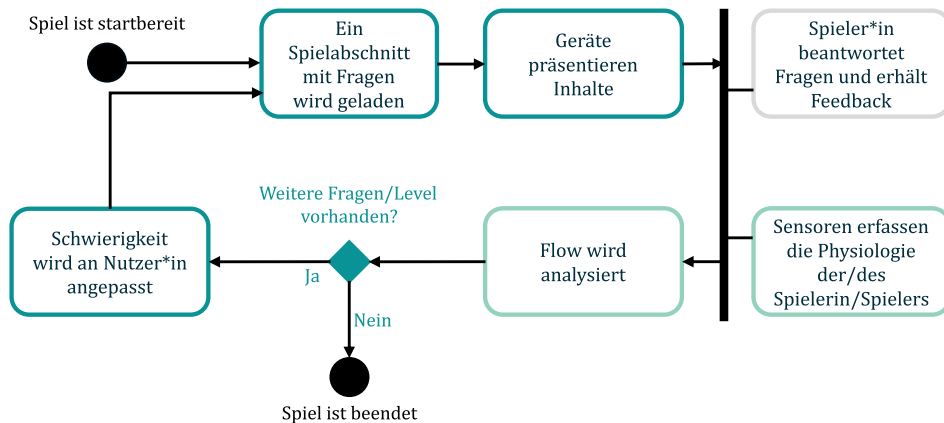 Spiel ist startbereit
Ein
Spielabschnitt
mit Fragen
wird geladen
Geräte
präsentieren
Inhalte
Spieler*in
beantwortet
Fragen und erhält
Feedback
Sensoren erfassen
die Physiologie
der/des
Spielerin/Spielers
Flow wird
analysiert
Weitere Fragen/Level
vorhanden?
Ja
Nein
Schwierigkeit
wird an Nutzer*in
angepasst
Spiel ist beendet